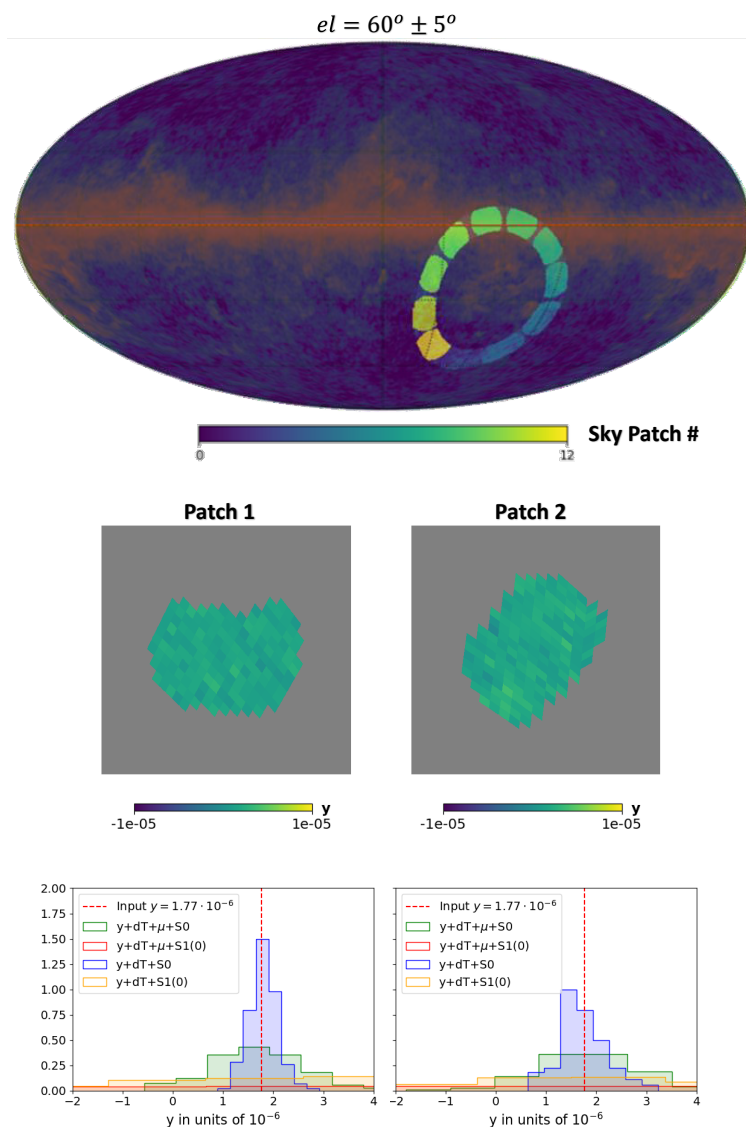 el = 60° ± 5°
Sky Patch #
0 12
Patch 1 Patch 2
y y
-1e-05 1e-05 -1e-05 1e-05
2.00
1.75
1.50
1.25
1.00
0.75
0.50
0.25
0.00
Input y = 1.77 · 10⁻⁶
y+dT+μ+S0
y+dT+μ+S1(0)
y+dT+S0
y+dT+S1(0)
−2 −1 0 1 2 3 4
y in units of 10⁻⁶
Input y = 1.77 · 10⁻⁶
y+dT+μ+S0
y+dT+μ+S1(0)
y+dT+S0
y+dT+S1(0)
−2 −1 0 1 2 3 4
y in units of 10⁻⁶